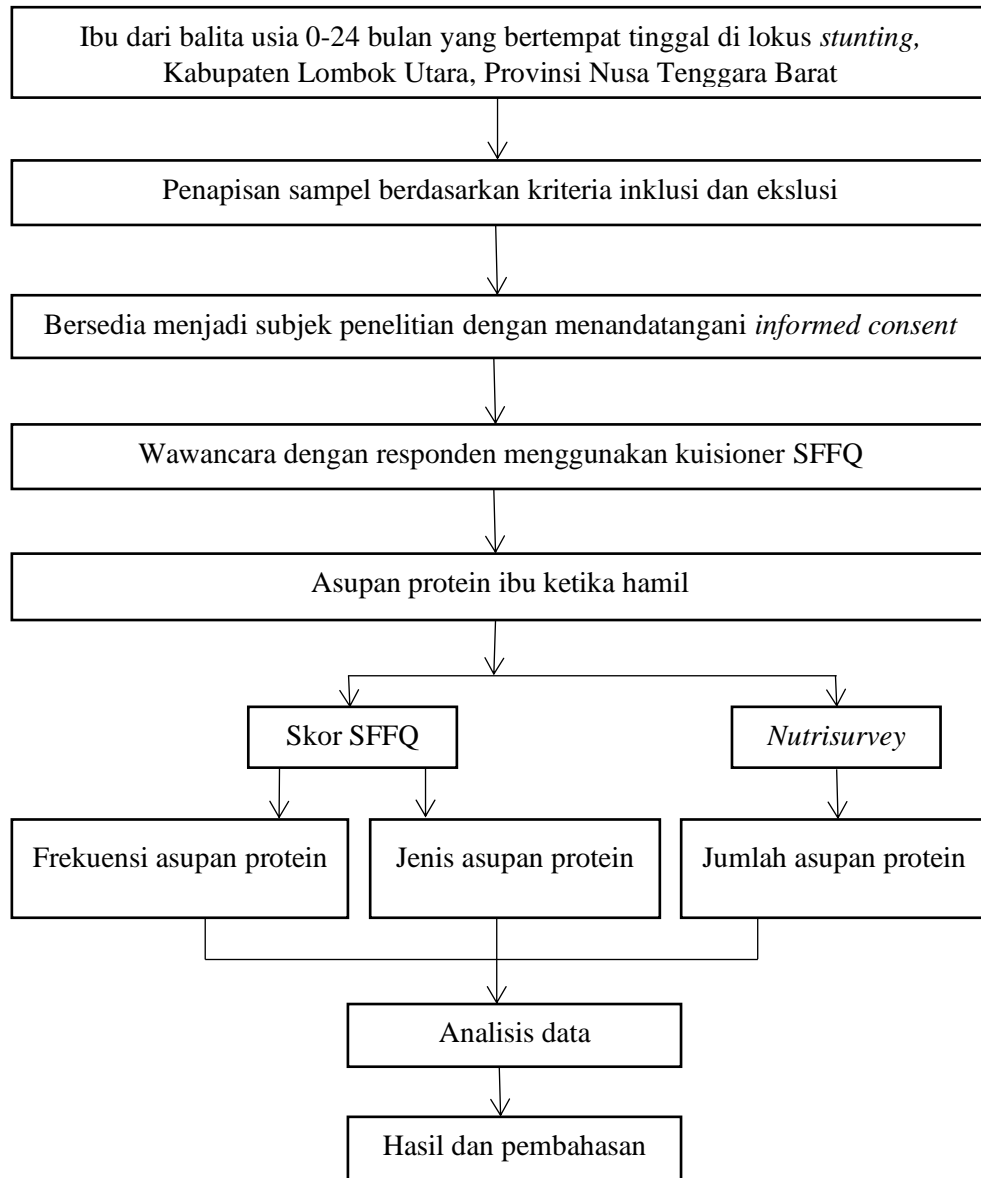 Ibu dari balita usia 0-24 bulan yang bertempat tinggal di lokus stunting,
Kabupaten Lombok Utara, Provinsi Nusa Tenggara Barat
Penapisan sampel berdasarkan kriteria inklusi dan ekslusi
Bersedia menjadi subjek penelitian dengan menandatangani informed consent
Wawancara dengan responden menggunakan kuisioner SFFQ
Asupan protein ibu ketika hamil
Skor SFFQ
Nutrisurvey
Frekuensi asupan protein
Jenis asupan protein
Jumlah asupan protein
Analisis data
Hasil dan pembahasan